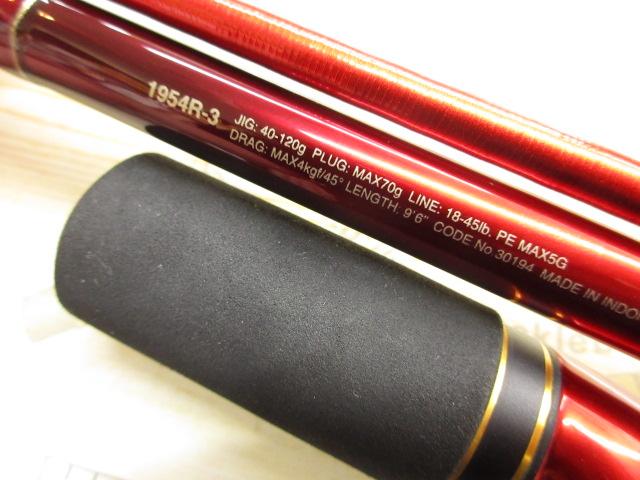 1954R-3
JIG: 40-120g PLUG: MAX70g LINE: 18-45lb. PE MAX5G
DRAG: MAX4kgf/45° LENGTH: 9'6" CODE No 30194 MADE IN